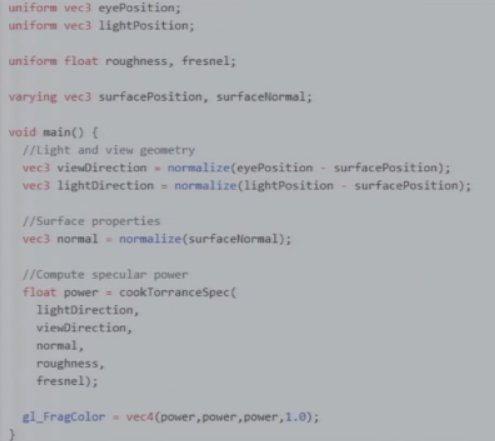 uniform vec3 eyePosition;
uniform vec3 lightPosition;
uniform float roughness, fresnel;
varying vec3 surfacePosition, surfaceNormal;
void main() {
//Light and view geometry
vec3 viewDirection = normalize(eyePosition - surfacePosition);
vec3 lightDirection = normalize(lightPosition - surfacePosition);
//Surface properties
vec3 normal = normalize(surfaceNormal);
//Compute specular power
float power = cookTorranceSpec(
lightDirection,
viewDirection,
normal,
roughness,
fresnel);
gl_FragColor = vec4(power,power,power,1.0);
}